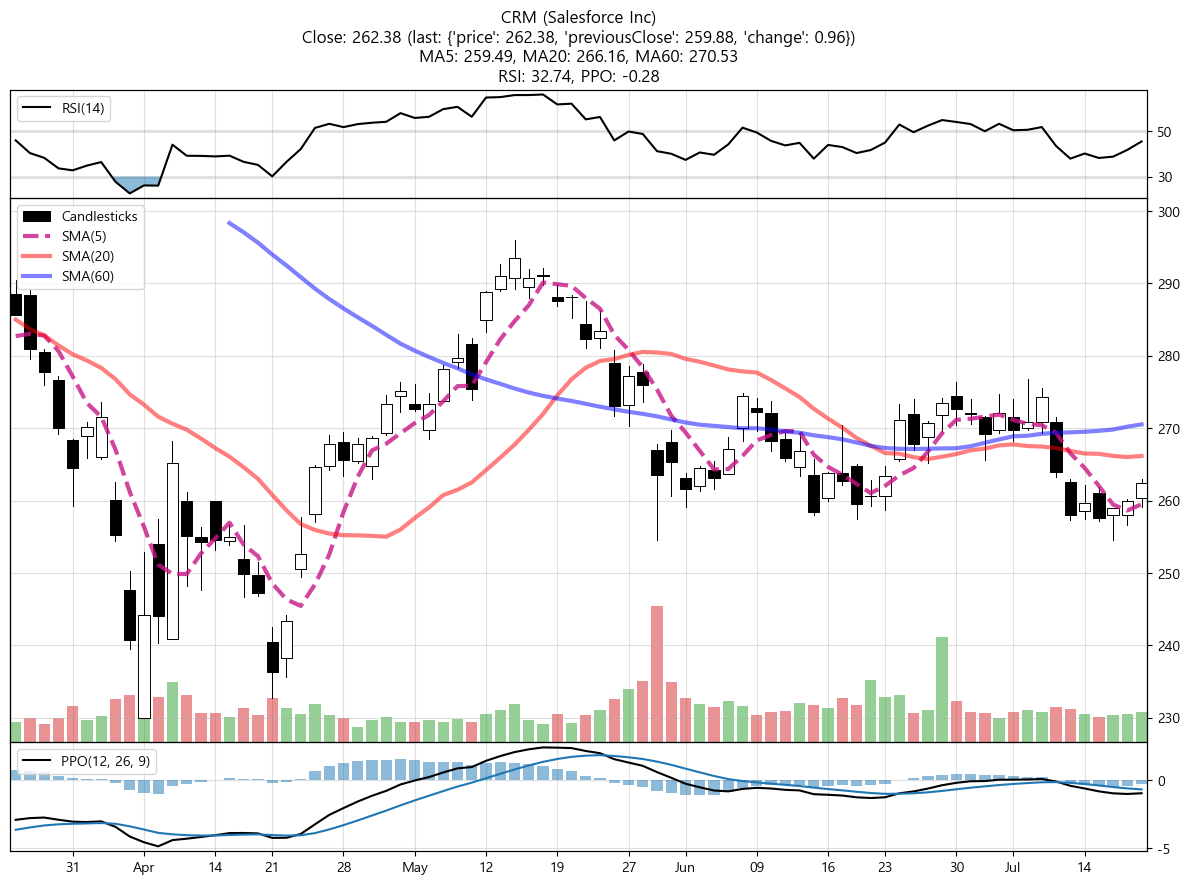 CRM (Salesforce Inc)
Close: 262.38 (last: {'price': 262.38, 'previousClose': 259.88, 'change': 0.96})
MA5: 259.49, MA20: 266.16, MA60: 270.53
RSI: 32.74, PPO: -0.28
RSI(14)
50
30
Candlesticks
SMA(5)
SMA(20)
SMA(60)
300
290
280
270
260
250
240
230
PPO(12, 26, 9)
0
-5
31 Apr 14 21 28 May 12 19 27 Jun 09 16 23 30 Jul 14